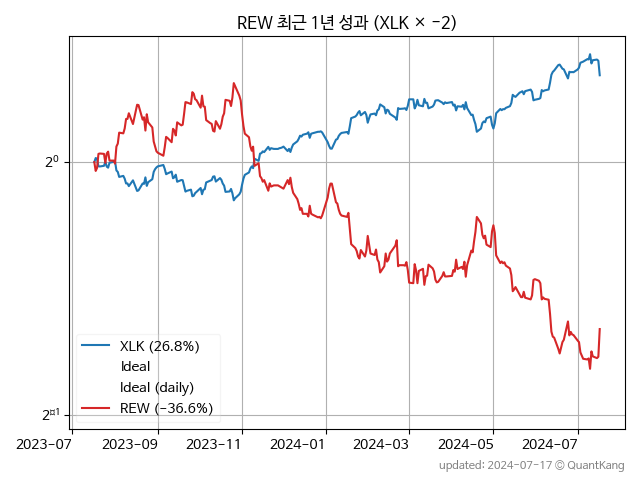 REW 최근 1년 성과 (XLK × −2)
2⁰
2¤¹
XLK (26.8%)
Ideal
Ideal (daily)
REW (−36.6%)
2023-07 2023-09 2023-11 2024-01 2024-03 2024-05 2024-07
updated: 2024-07-17 © QuantKang